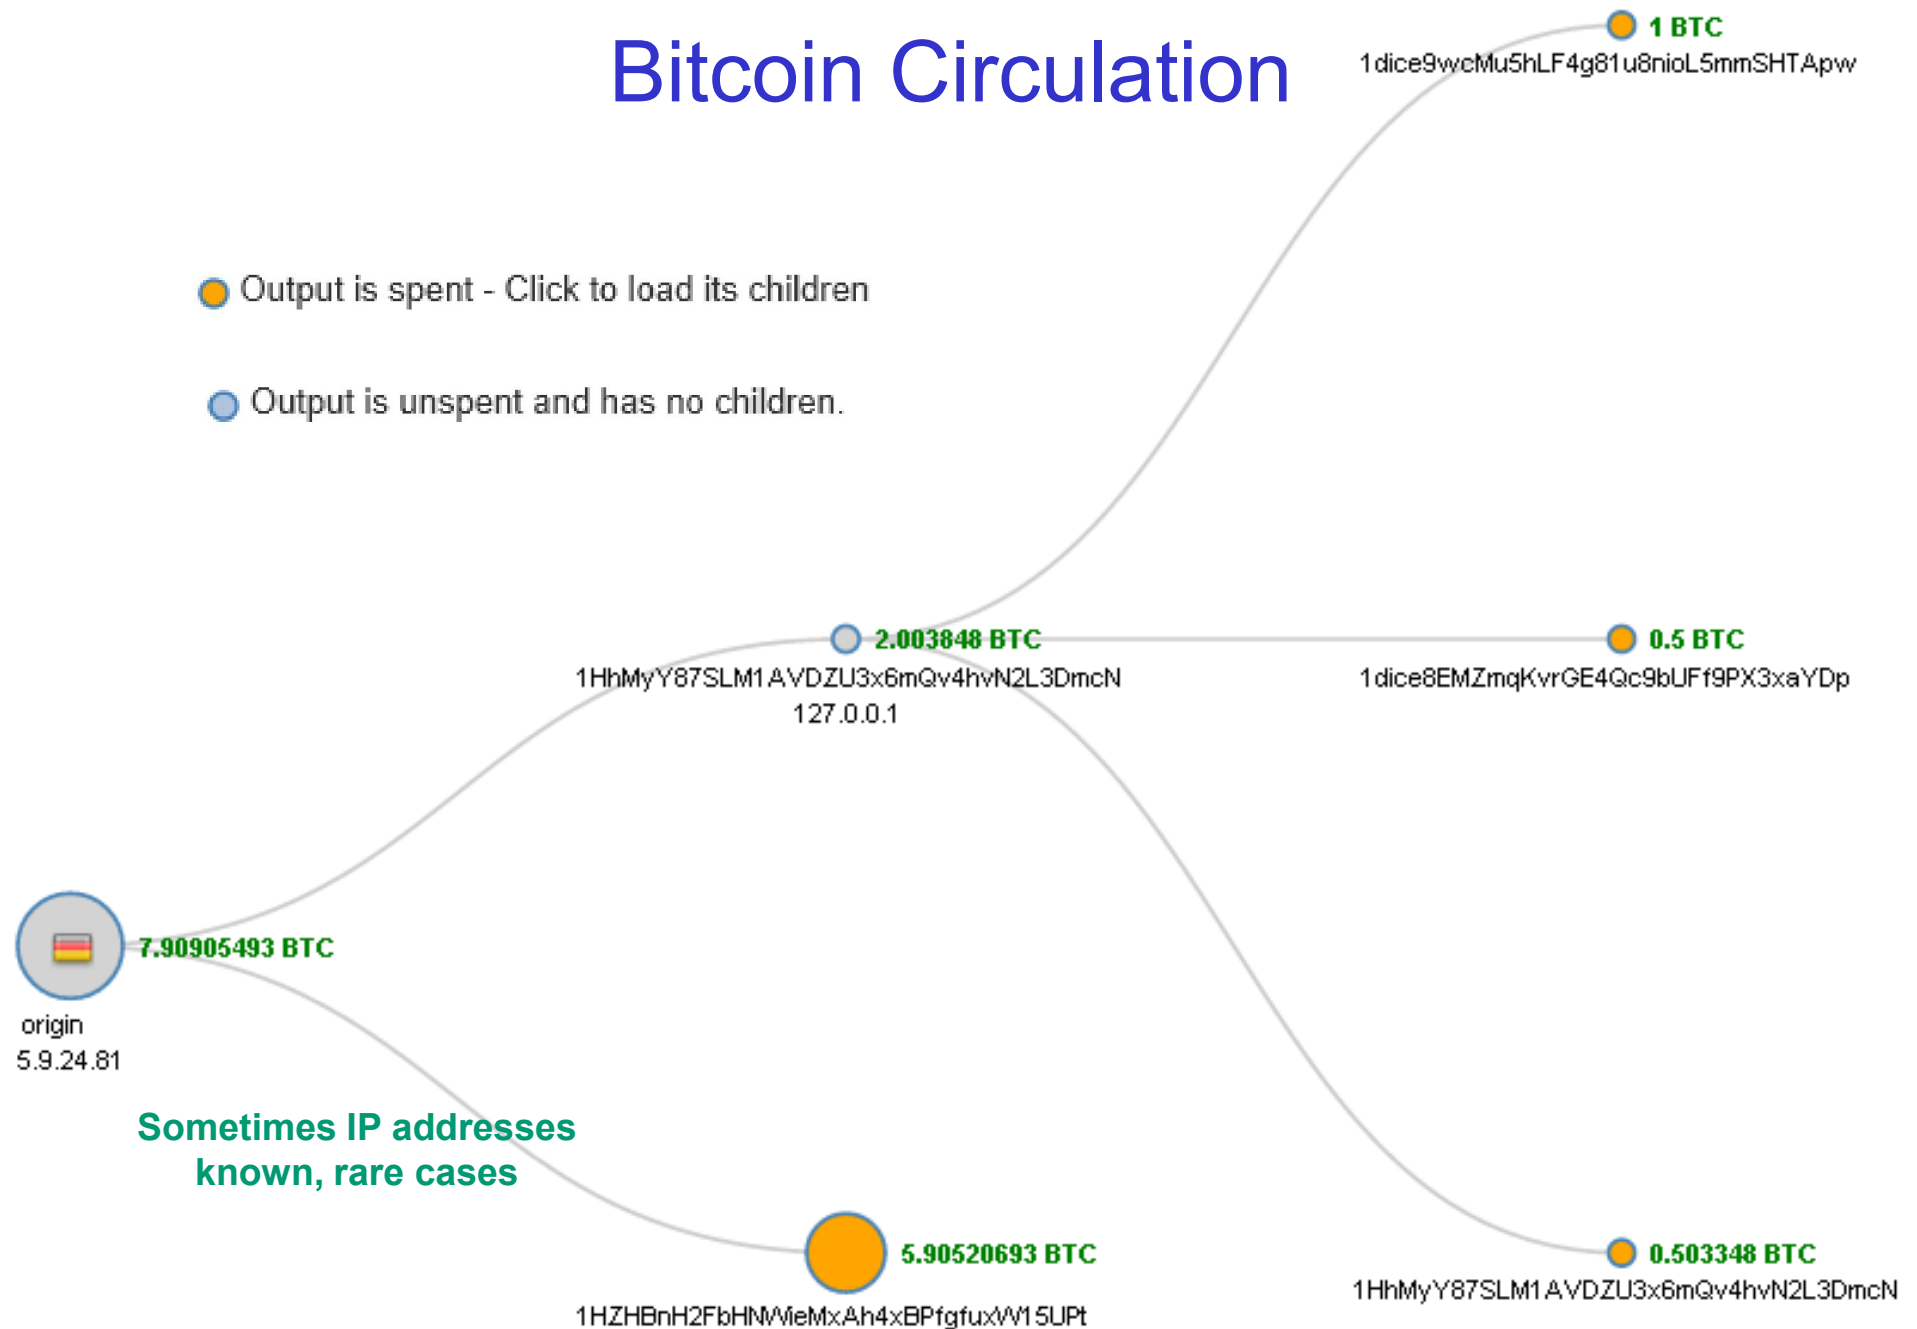 Bitcoin Circulation
1 BTC
1dice9wcMu5hLF4g81u8nioL5mmSHTApw
Output is spent - Click to load its children
Output is unspent and has no children.
2.003848 BTC
1HhMyY87SLM1AVDZU3x6mQv4hvN2L3DmcN
127.0.0.1
0.5 BTC
1dice8EMZmqKvrGE4Qc9bUFf9PX3xaYDp
7.90905493 BTC
origin
5.9.24.81
Sometimes IP addresses
known, rare cases
5.90520693 BTC
1HZHBnH2FbHNWieMxAh4xBPfgfuxW15UPt
0.503348 BTC
1HhMyY87SLM1AVDZU3x6mQv4hvN2L3DmcN